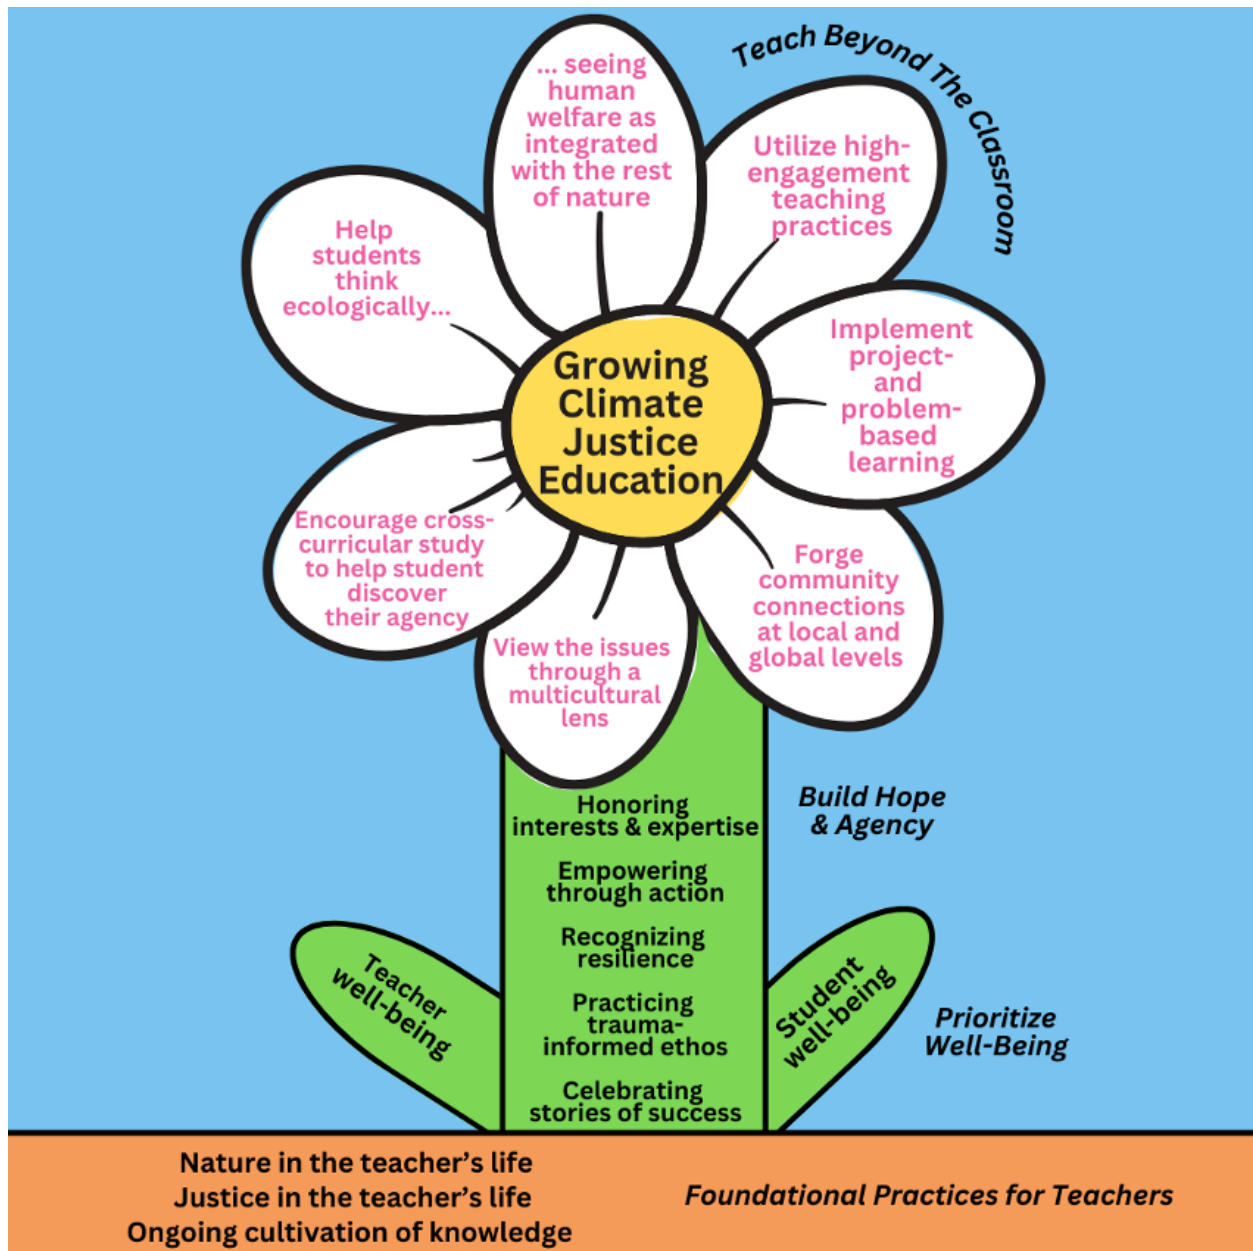 Teach Beyond The Classroom
... seeing
human
welfare as
integrated
with the rest
of nature
Utilize high-
engagement
teaching
practices
Help
students
think
ecologically...
Implement
project-
and
problem-
based
learning
Growing
Climate
Justice
Education
Encourage cross-
curricular study
to help student
discover
their agency
Forge
community
connections
at local and
global levels
View the issues
through a
multicultural
lens
Honoring
interests & expertise
Empowering
through action
Recognizing
resilience
Practicing
trauma-
informed ethos
Celebrating
stories of success
Build Hope
& Agency
Teacher
well-being
Student
well-being
Prioritize
Well-Being
Nature in the teacher's life
Justice in the teacher's life
Ongoing cultivation of knowledge
Foundational Practices for Teachers